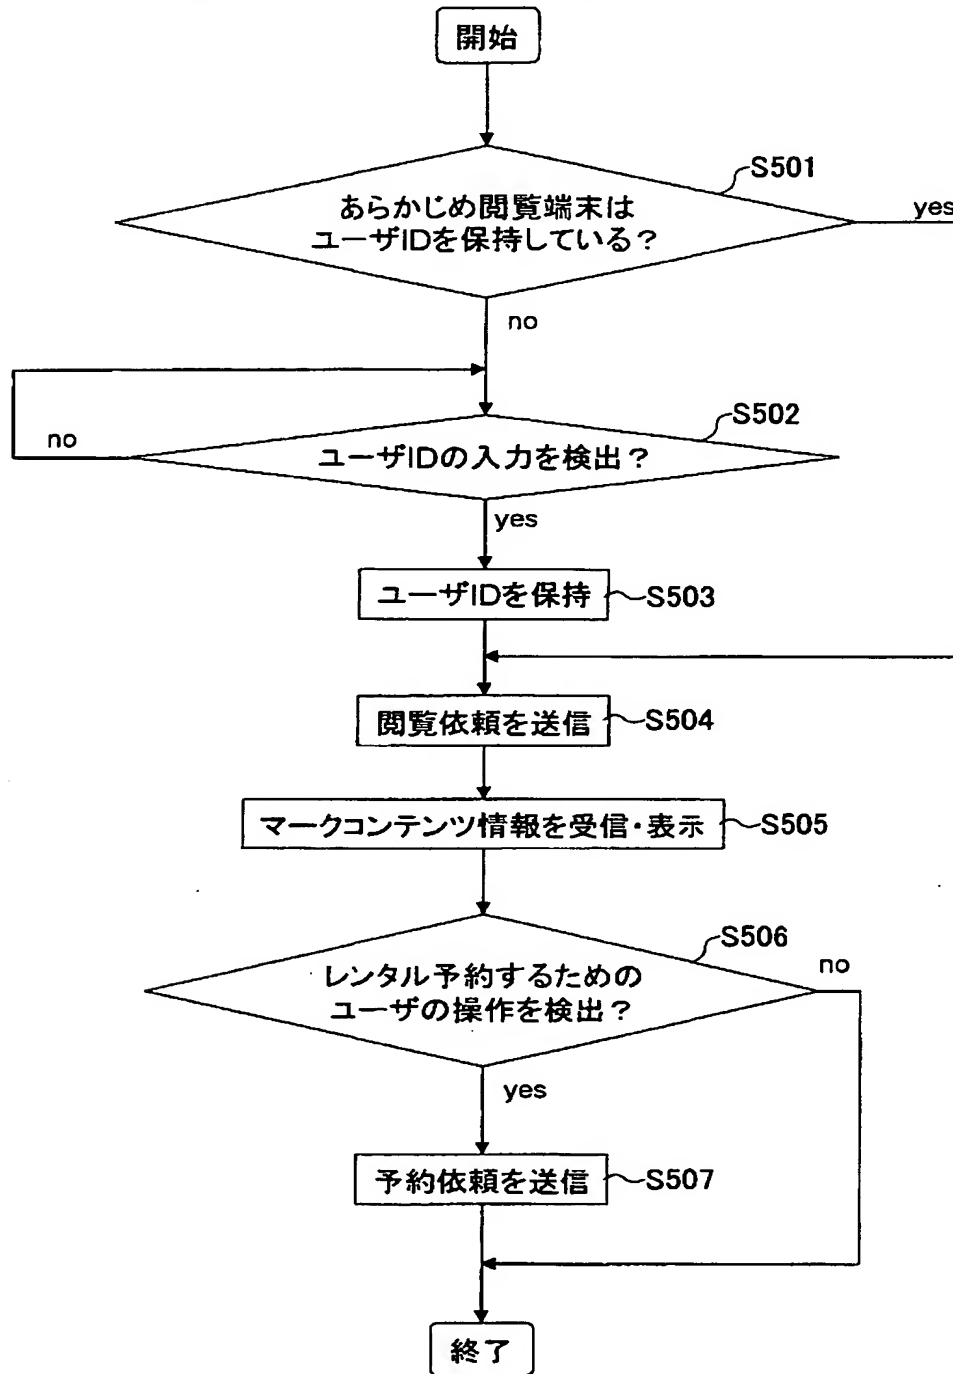 開始
S501
あらかじめ閲覧端末は
ユーザIDを保持している？
yes
no
S502
no
ユーザIDの入力を検出？
yes
ユーザIDを保持
S503
閲覧依頼を送信
S504
マークコンテンツ情報を受信・表示
S505
S506
no
レンタル予約するための
ユーザの操作を検出？
yes
予約依頼を送信
S507
終了